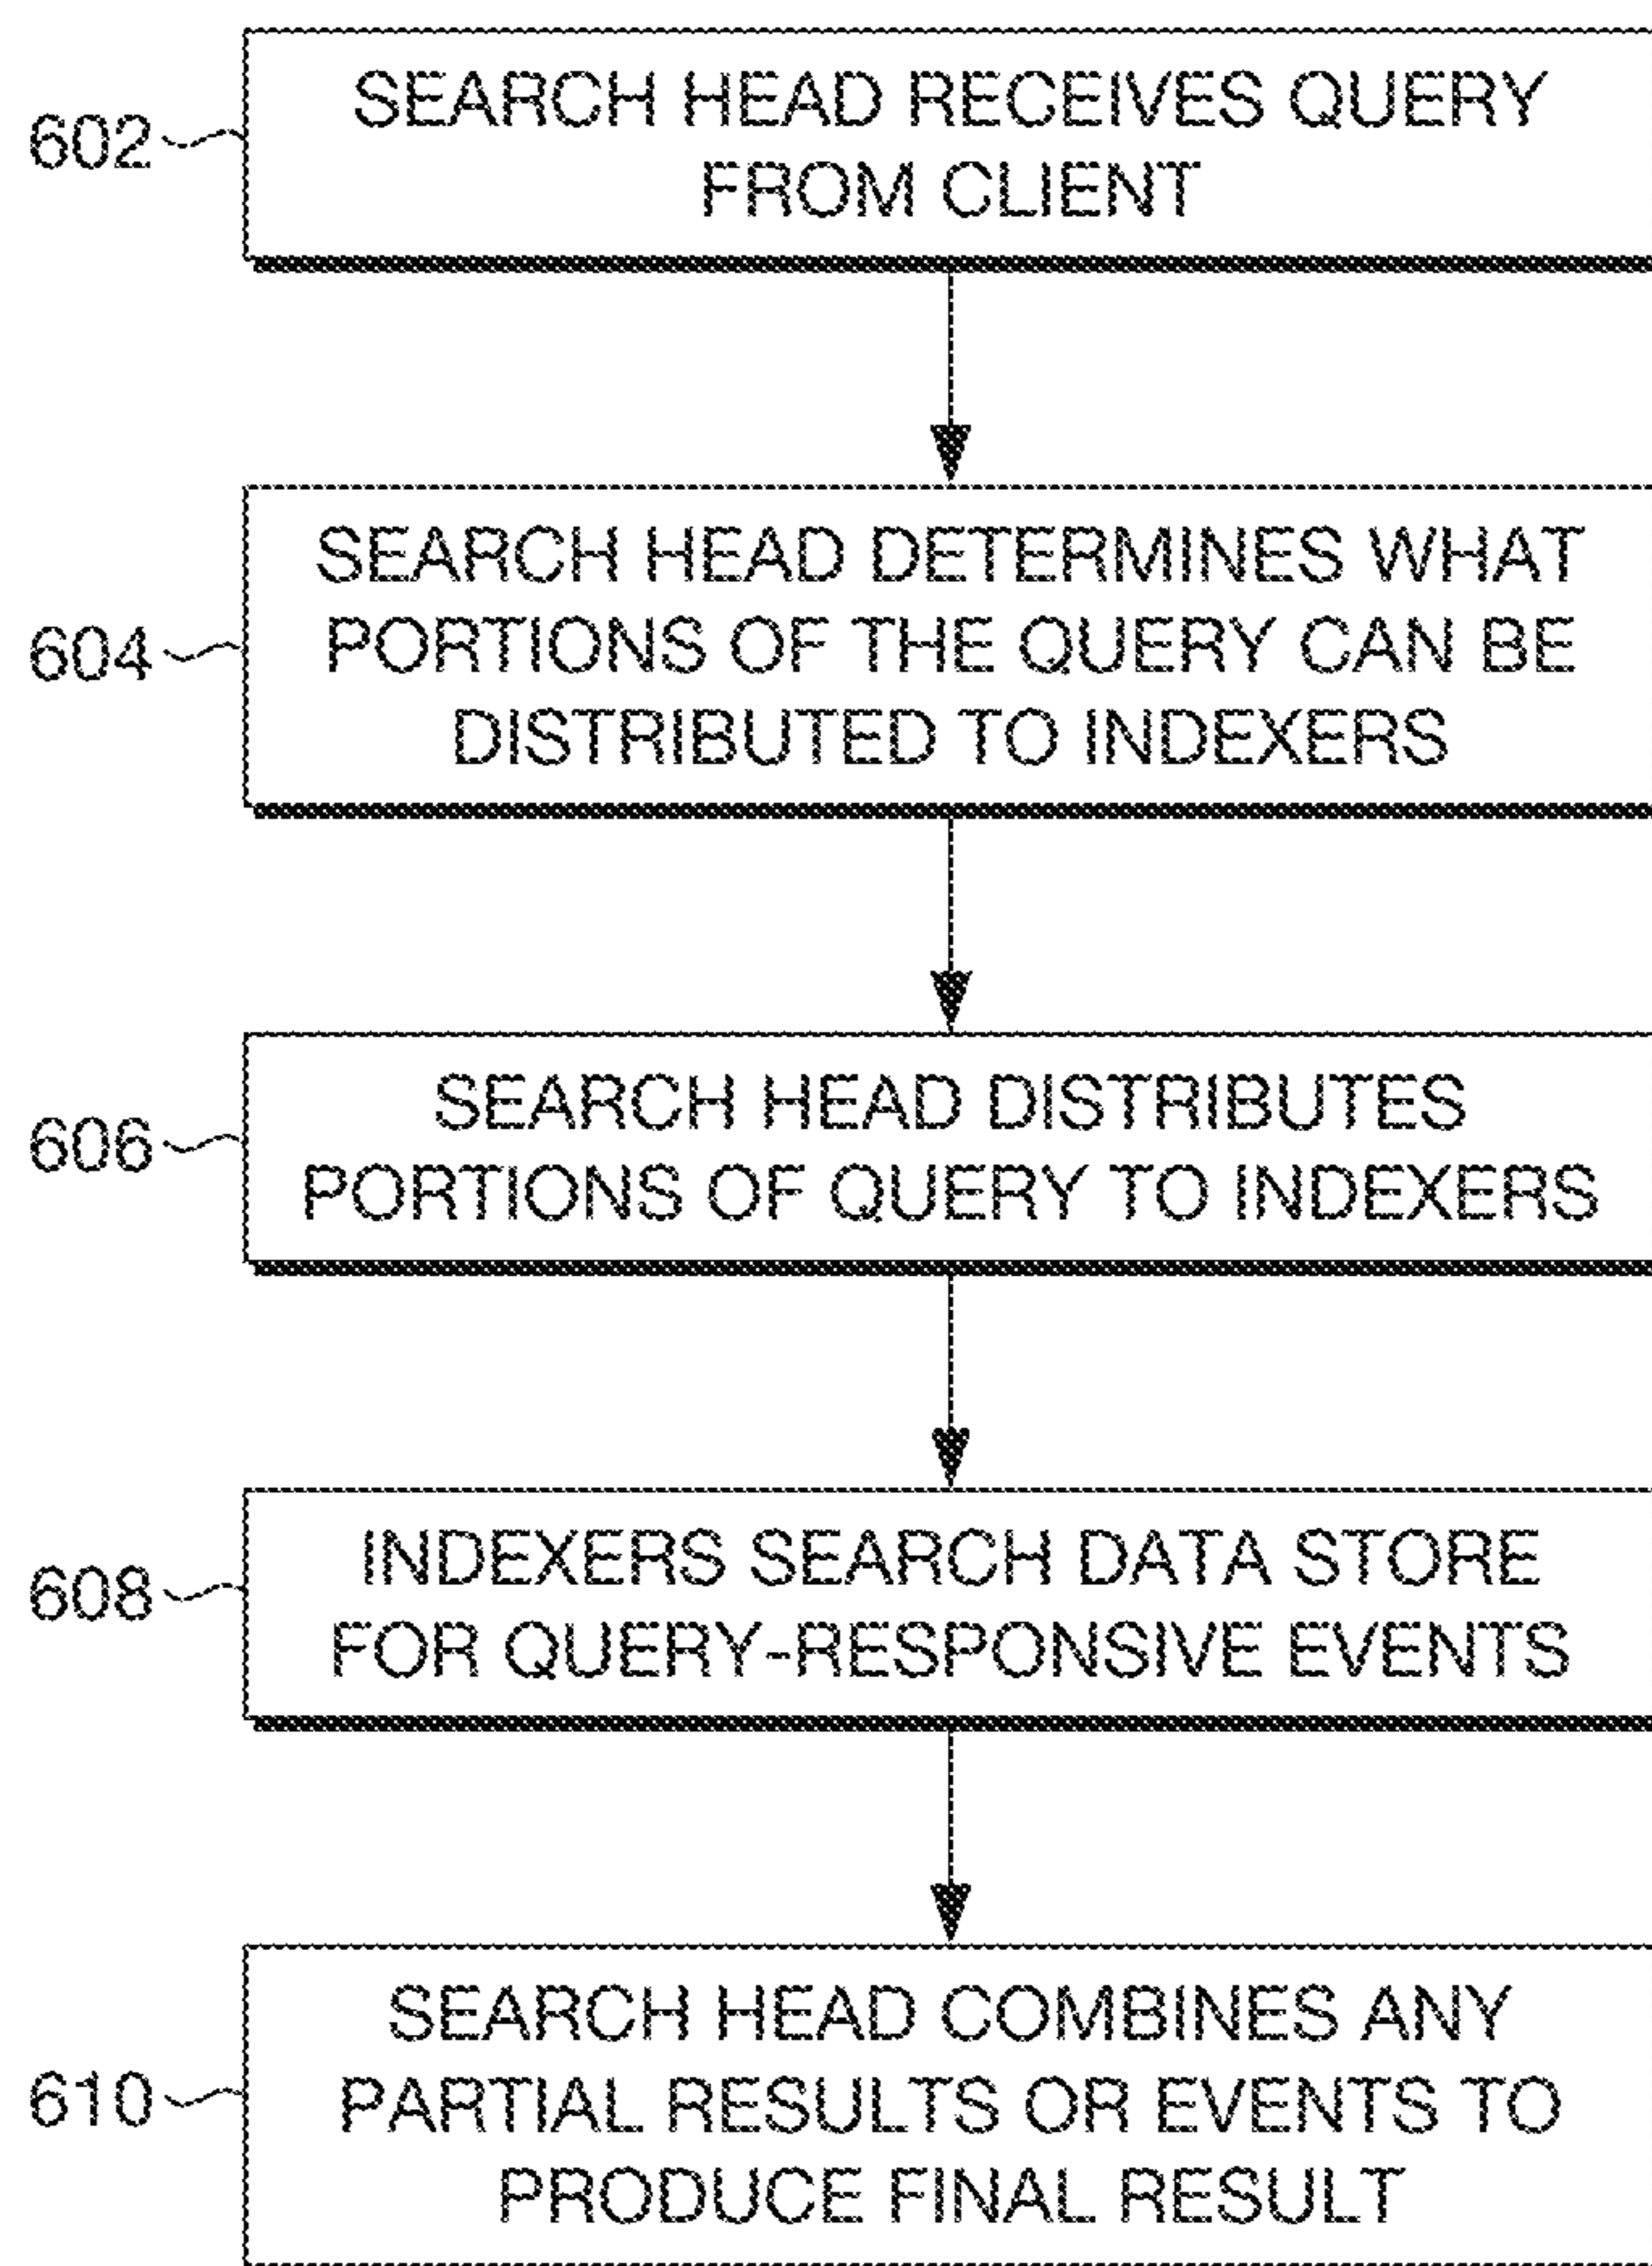 SEARCH HEAD RECEIVES QUERY
FROM CLIENT
602
SEARCH HEAD DETERMINES WHAT
PORTIONS OF THE QUERY CAN BE
DISTRIBUTED TO INDEXERS
604
SEARCH HEAD DISTRIBUTES
PORTIONS OF QUERY TO INDEXERS
606
INDEXERS SEARCH DATA STORE
FOR QUERY-RESPONSIVE EVENTS
608
SEARCH HEAD COMBINES ANY
PARTIAL RESULTS OR EVENTS TO
PRODUCE FINAL RESULT
610